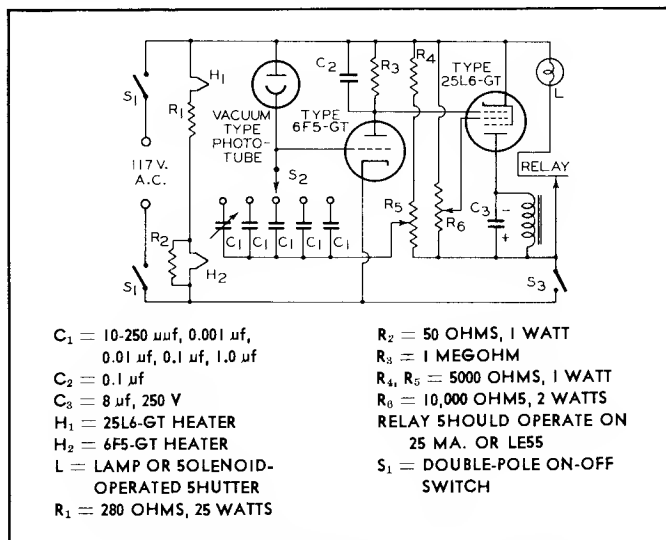 S1
H1
R1
117 V.
A.C.
R2
H2
S1
VACUUM
TYPE
PHOTO-
TUBE
S2
C1 C1 C1 C1 C1
C2
R3
R4
TYPE
6F5-GT
TYPE
25L6-GT
L
RELAY
R5
R6
C3
-
+
S3
C1 = 10-250 μμf, 0.001 μf,
0.01 μf, 0.1 μf, 1.0 μf
C2 = 0.1 μf
C3 = 8 μf, 250 V
H1 = 25L6-GT HEATER
H2 = 6F5-GT HEATER
L = LAMP OR SOLENOID-
OPERATED SHUTTER
R1 = 280 OHMS, 25 WATTS
R2 = 50 OHMS, 1 WATT
R3 = 1 MEGOHM
R4, R5 = 5000 OHMS, 1 WATT
R6 = 10,000 OHMS, 2 WATTS
RELAY SHOULD OPERATE ON
25 MA. OR LESS
S1 = DOUBLE-POLE ON-OFF
SWITCH